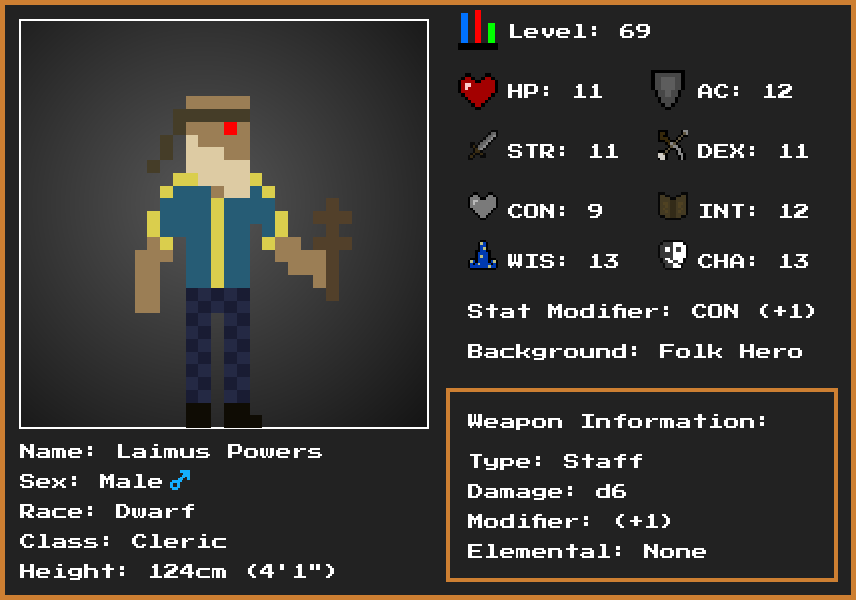 Level: 69
HP: 11 AC: 12
STR: 11 DEX: 11
CON: 9 INT: 12
WIS: 13 CHA: 13
Stat Modifier: CON (+1)
Background: Folk Hero
Weapon Information:
Type: Staff
Damage: d6
Modifier: (+1)
Elemental: None
Name: Laimus Powers
Sex: Male♂
Race: Dwarf
Class: Cleric
Height: 124cm (4'1")